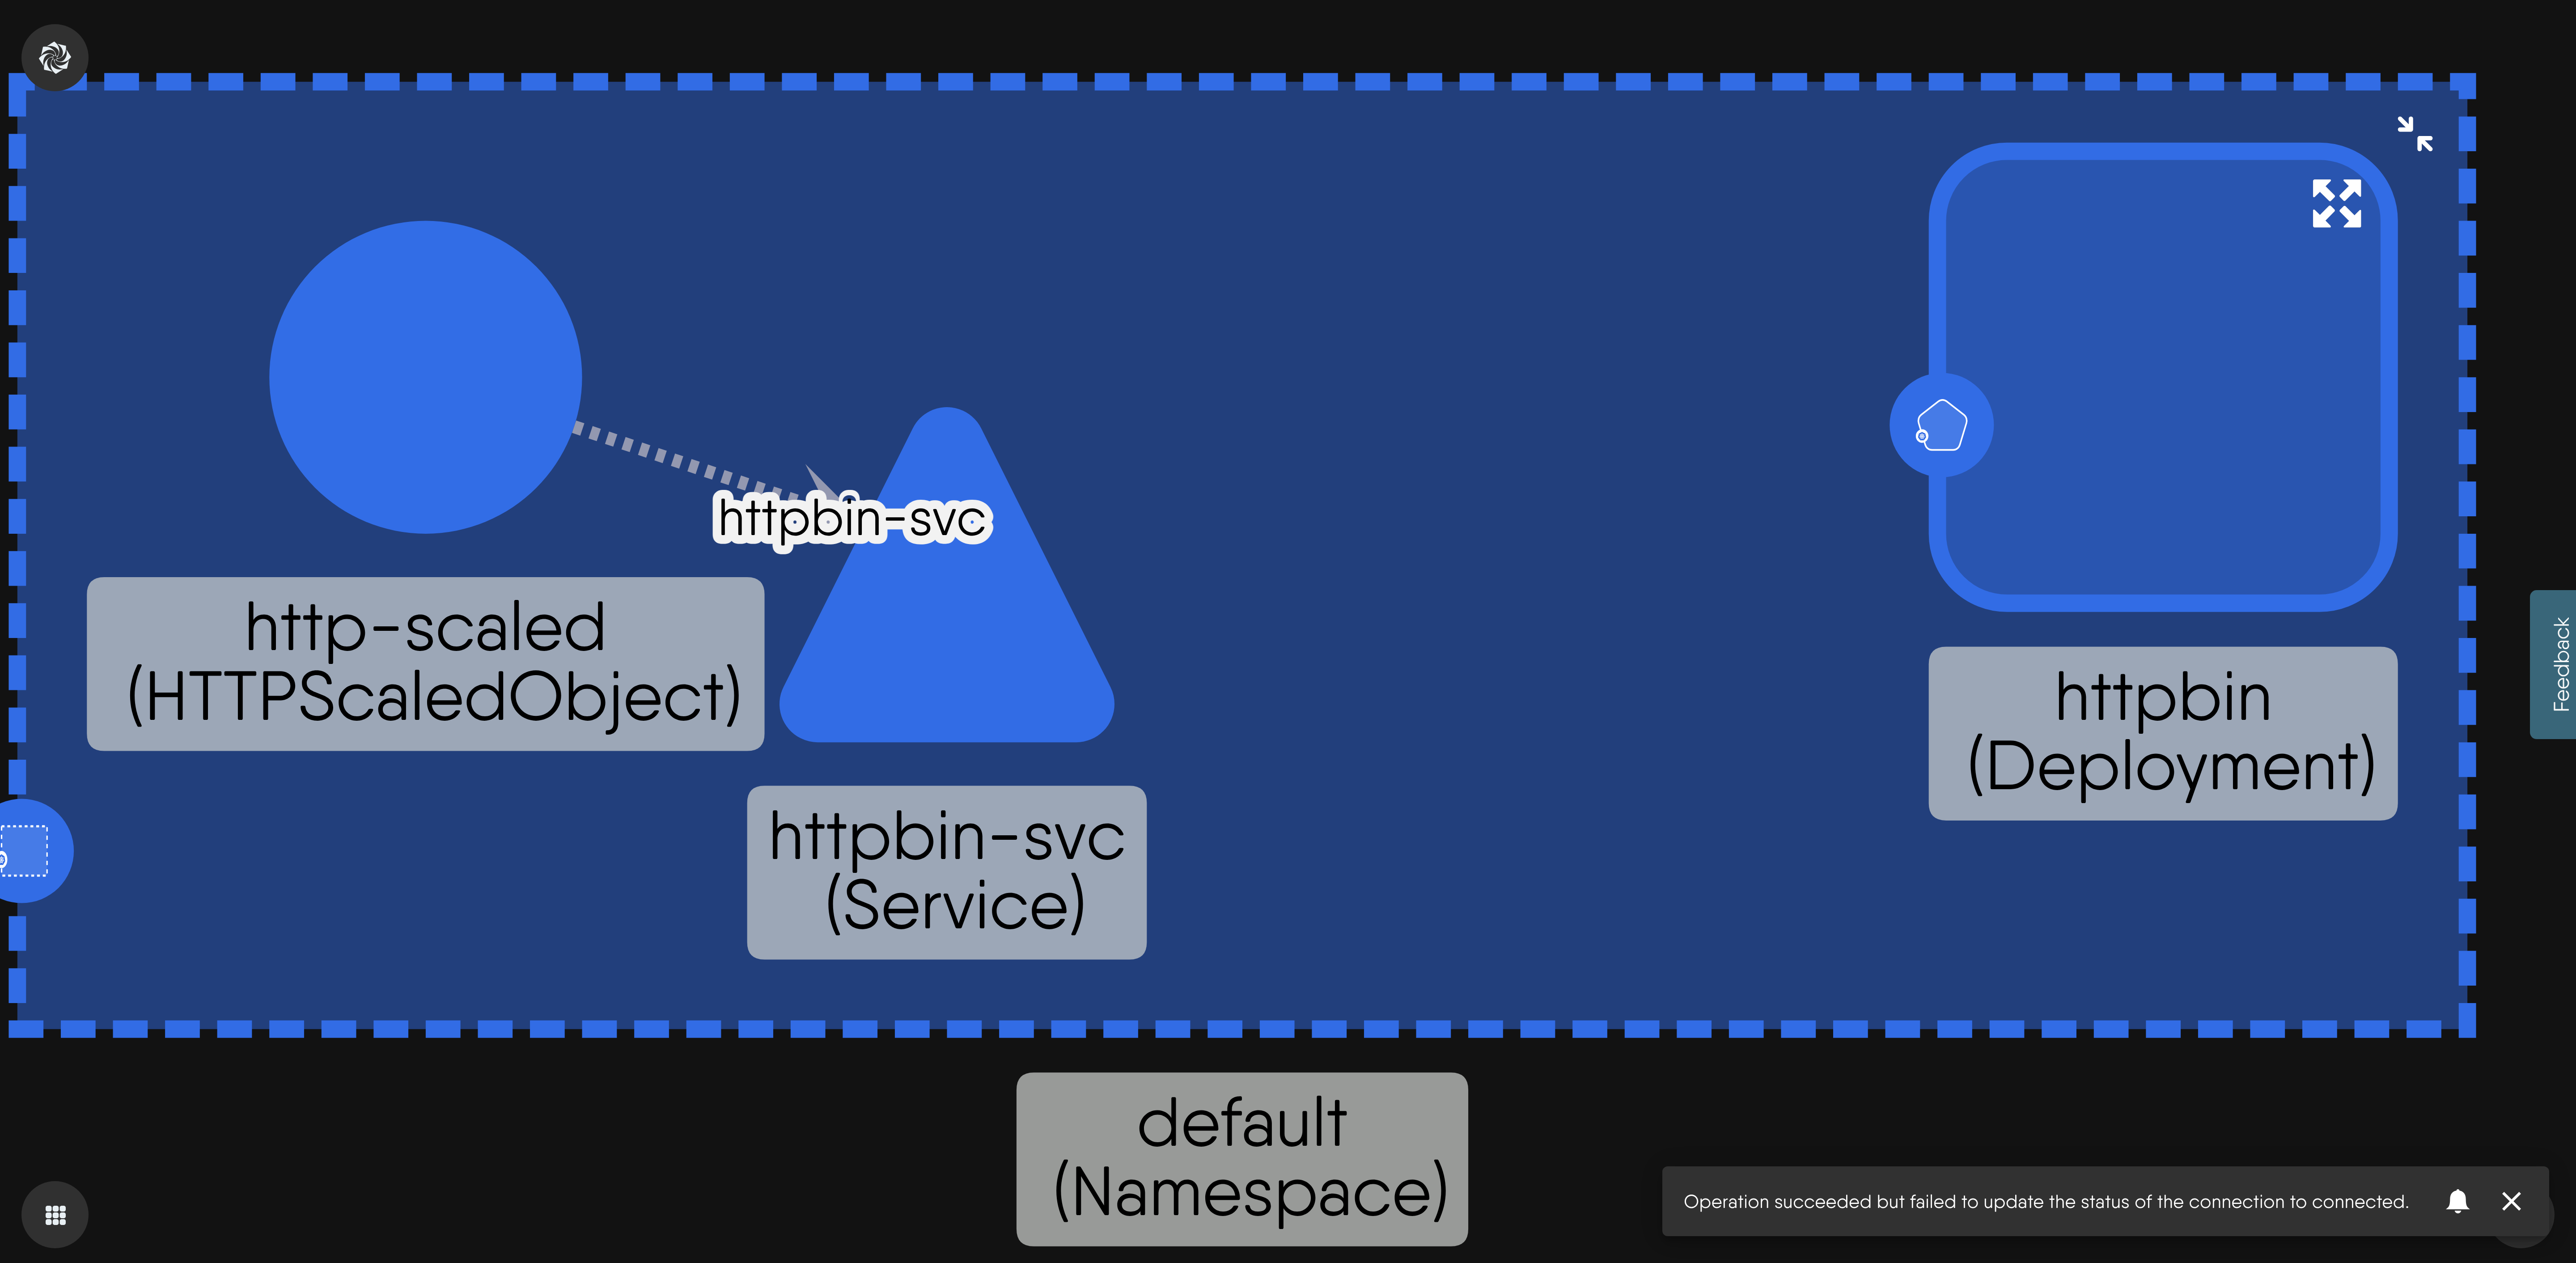 httpbin-svc
http-scaled
(HTTPScaledObject)
httpbin-svc
(Service)
httpbin
(Deployment)
Feedback
default
(Namespace)
Operation succeeded but failed to update the status of the connection to connected.